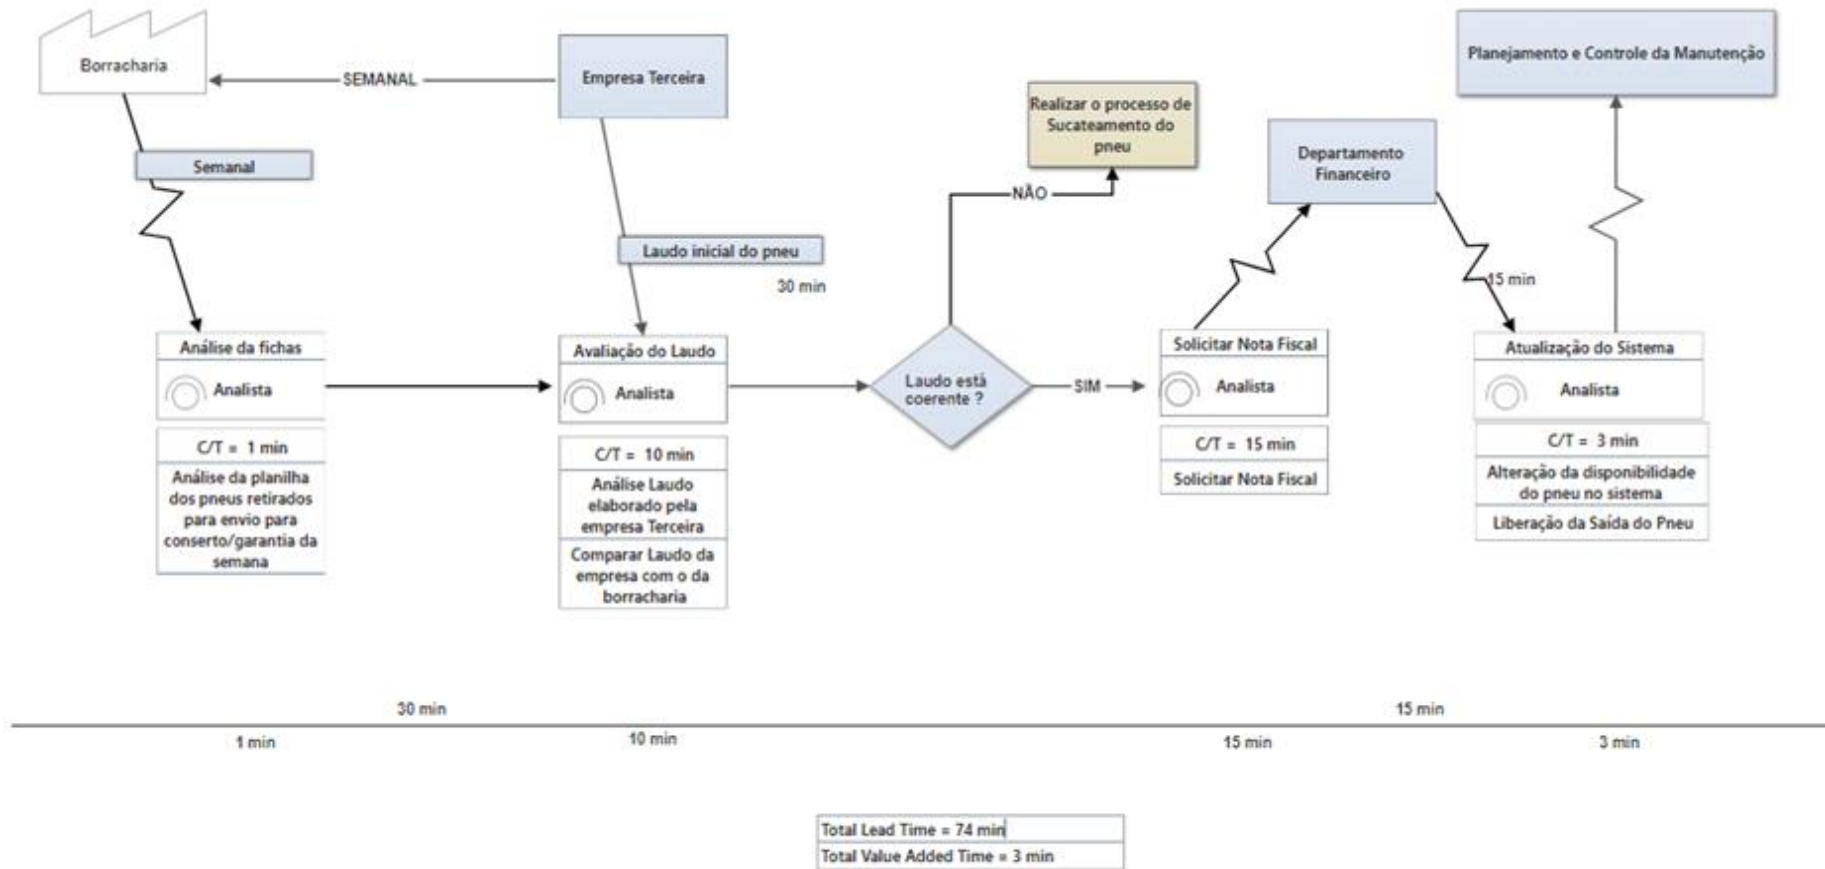 Borracharia
SEMANAL
Empresa Terceira
Planejamento e Controle da Manutenção
Realizar o processo de
Sucateamento do
pneu
Departamento
Financeiro
Semanal
NÃO
Laudo inicial do pneu
30 min
15 min
Análise da fichas
Analista
C/T = 1 min
Análise da planilha
dos pneus retirados
para envio para
conserto/garantia da
semana
Avaliação do Laudo
Analista
C/T = 10 min
Análise Laudo
elaborado pela
empresa Terceira
Comparar Laudo da
empresa com o da
borracharia
Laudo está
coerente ?
SIM
Solicitar Nota Fiscal
Analista
C/T = 15 min
Solicitar Nota Fiscal
Atualização do Sistema
Analista
C/T = 3 min
Alteração da disponibilidade
do pneu no sistema
Liberação da Saída do Pneu
30 min
15 min
1 min
10 min
15 min
3 min
Total Lead Time = 74 min
Total Value Added Time = 3 min